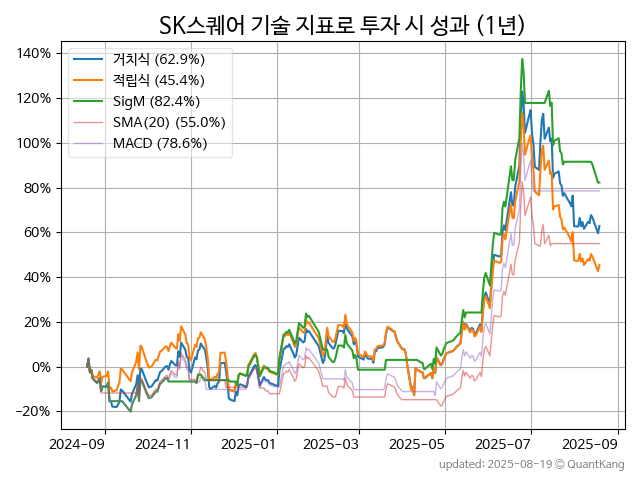 SK스퀘어 기술 지표로 투자 시 성과 (1년)
거치식 (62.9%)
적립식 (45.4%)
SigM (82.4%)
SMA(20) (55.0%)
MACD (78.6%)
140%
120%
100%
80%
60%
40%
20%
0%
−20%
2024-09 2024-11 2025-01 2025-03 2025-05 2025-07 2025-09
updated: 2025-08-19 © QuantKang